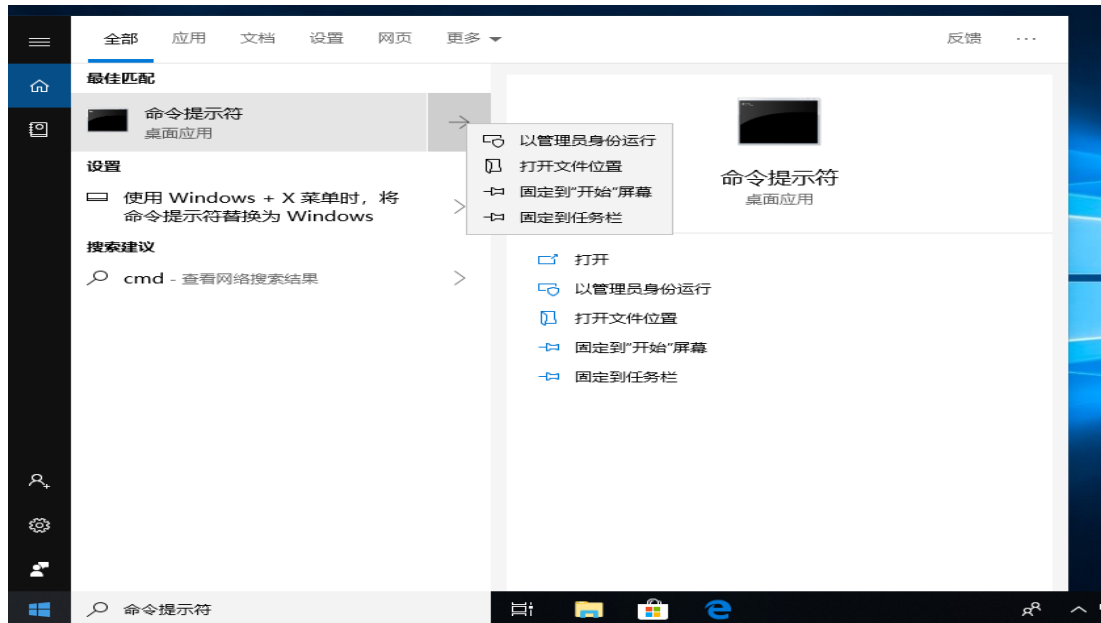 全部 应用 文档 设置 网页 更多 反馈 ···
最佳匹配
命令提示符
桌面应用
设置
使用 Windows + X 菜单时，将
命令提示符替换为 Windows
搜索建议
cmd - 查看网络搜索结果
以管理员身份运行
打开文件位置
固定到"开始"屏幕
固定到任务栏
命令提示符
桌面应用
打开
以管理员身份运行
打开文件位置
固定到"开始"屏幕
固定到任务栏
命令提示符